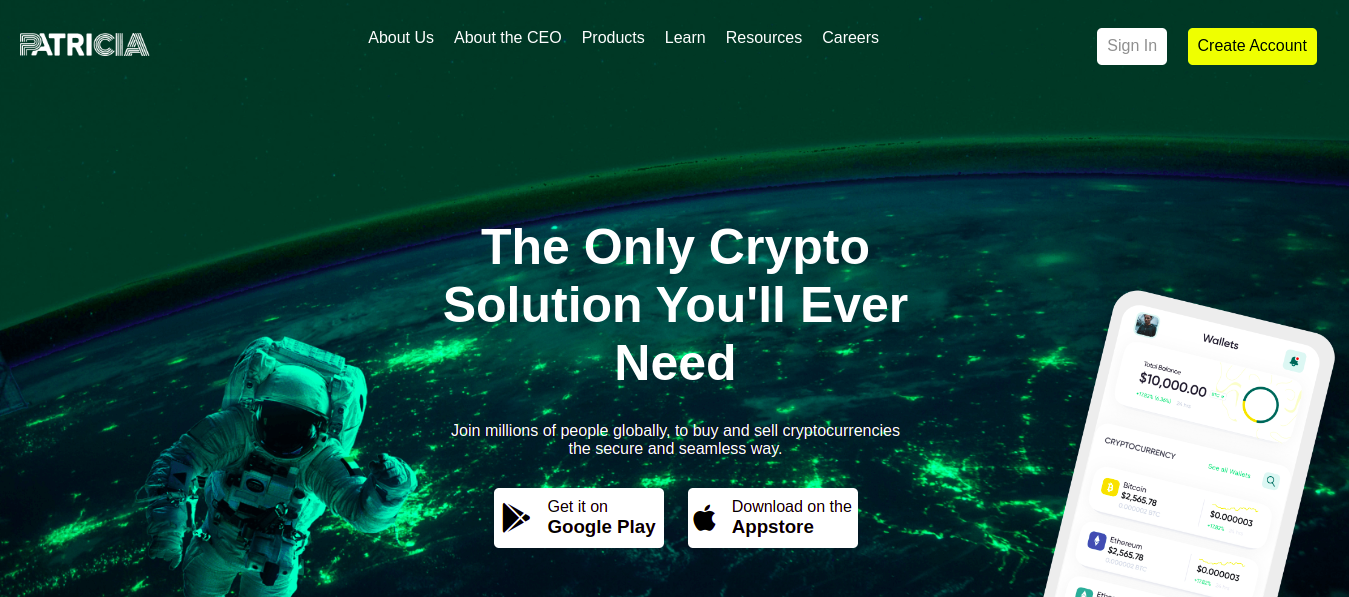 PATRICIA
About Us
About the CEO
Products
Learn
Resources
Careers
Sign In
Create Account
The Only Crypto
Solution You'll Ever
Need
Join millions of people globally, to buy and sell cryptocurrencies
the secure and seamless way.
Get it on
Google Play
Download on the
Appstore
Wallets
Total Balance
$10,000.00
CRYPTOCURRENCY
See all Wallets
Bitcoin
$2,565.78
0.000002 BTC
$0.000003
Ethereum
$2,565.78
$0.000003